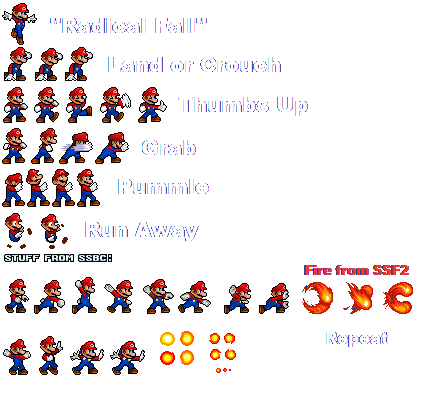 "Radical Fall"
Land or Crouch
Thumbs Up
Grab
Pummle
Run Away
STUFF FROM SSBC:
Fire from SSF2
Repeat